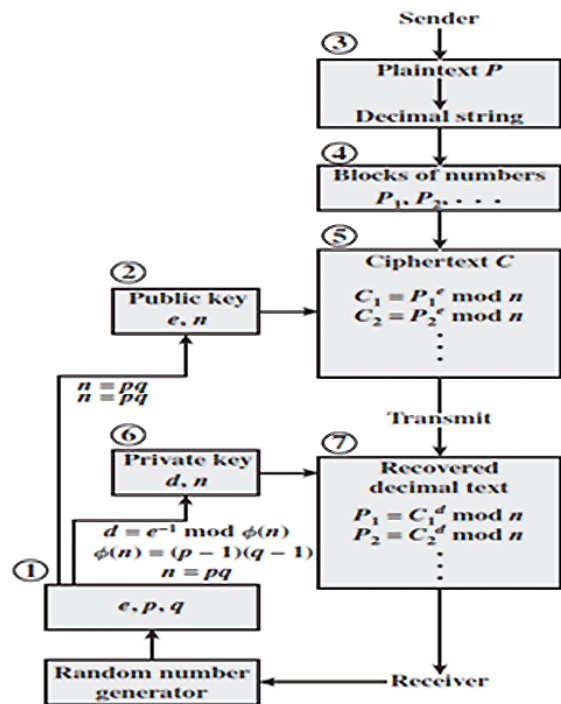 Sender
③
Plaintext P
Decimal string
④
Blocks of numbers
P₁, P₂, . . .
⑤
Ciphertext C
C₁ = P₁ᵉ mod n
C₂ = P₂ᵉ mod n
.
.
.
②
Public key
e, n
n = pq
n = pq
Transmit
⑥
Private key
d, n
⑦
Recovered
decimal text
P₁ = C₁ᵈ mod n
P₂ = C₂ᵈ mod n
.
.
.
d = e⁻¹ mod ϕ(n)
ϕ(n) = (p − 1)(q − 1)
n = pq
①
e, p, q
Random number
generator
Receiver